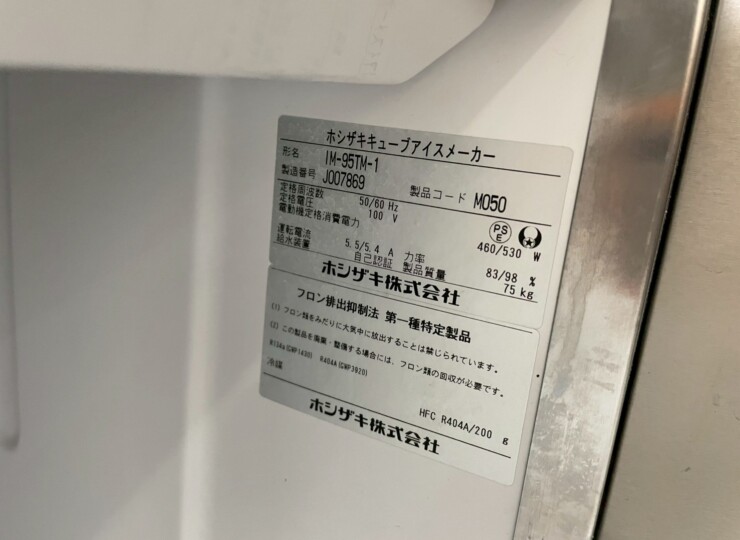 ホシザキキューブアイスメーカー
形名 IM-95TM-1
製造番号 J007869 製品コード M050
定格周波数 50/60 Hz
定格電圧 100 V
電動機定格消費電力 460/530 W
PS E
運転電流 5.5/5.4 A 力率 83/98 %
給水装置 自己認証 製品質量 75 kg
ホシザキ株式会社
フロン排出抑制法 第一種特定製品
(1) フロン類をみだりに大気中に放出することは禁じられています。
(2) この製品を廃棄・整備する場合には、フロン類の回収が必要です。
R134a(GWP1430) R404A(GWP3920)
冷媒 HFC R404A/200 g
ホシザキ株式会社